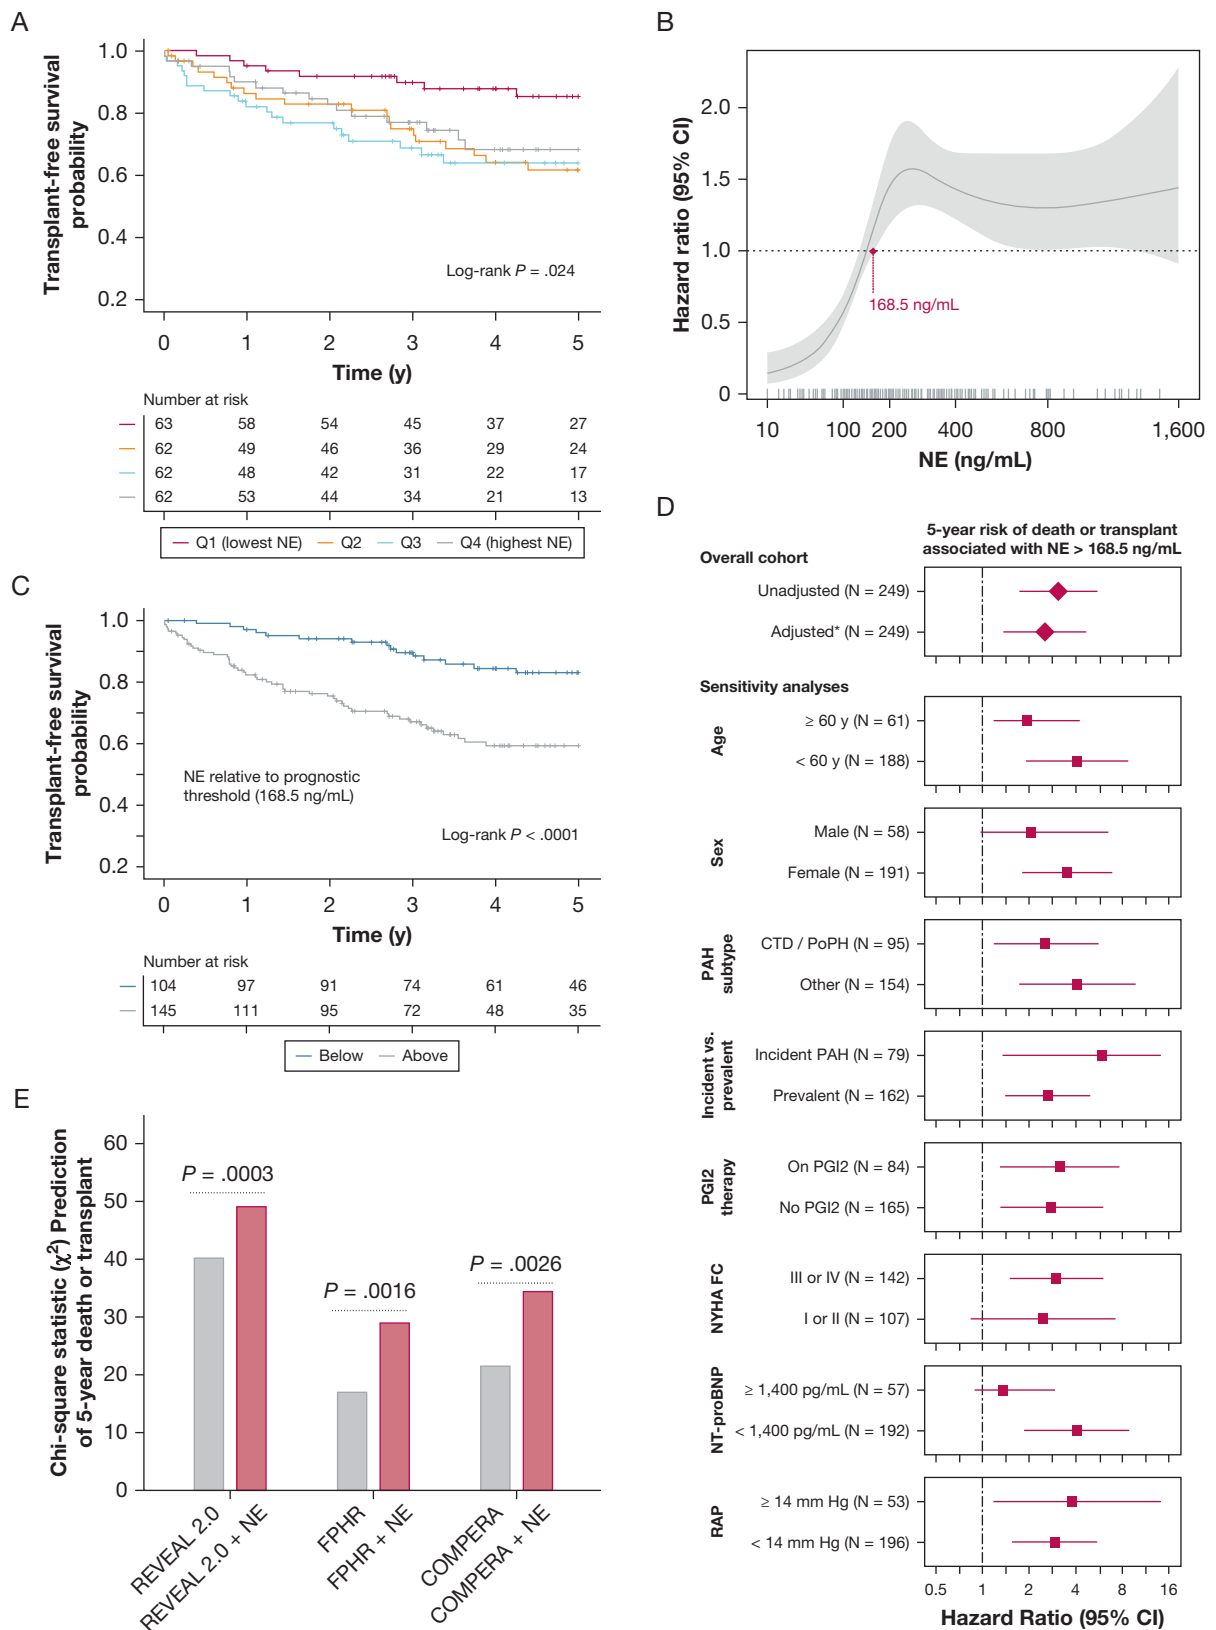 A
Transplant-free survival
probability
1.0
0.8
0.6
0.4
0.2
Log-rank P = .024
0 1 2 3 4 5
Time (y)
Number at risk
63 58 54 45 37 27
62 49 46 36 29 24
62 48 42 31 22 17
62 53 44 34 21 13
Q1 (lowest NE) Q2 Q3 Q4 (highest NE)
B
Hazard ratio (95% CI)
2.0
1.5
1.0
0.5
0
168.5 ng/mL
10 100 200 400 800 1,600
NE (ng/mL)
C
Transplant-free survival
probability
1.0
0.8
0.6
0.4
0.2
NE relative to prognostic
threshold (168.5 ng/mL)
Log-rank P < .0001
0 1 2 3 4 5
Time (y)
Number at risk
104 97 91 74 61 46
145 111 95 72 48 35
Below Above
D
5-year risk of death or transplant
associated with NE > 168.5 ng/mL
Overall cohort
Unadjusted (N = 249)
Adjusted* (N = 249)
Sensitivity analyses
Age
≥ 60 y (N = 61)
< 60 y (N = 188)
Sex
Male (N = 58)
Female (N = 191)
PAH
subtype
CTD / PoPH (N = 95)
Other (N = 154)
Incident vs.
prevalent
Incident PAH (N = 79)
Prevalent (N = 162)
PGI2
therapy
On PGI2 (N = 84)
No PGI2 (N = 165)
NYHA FC
III or IV (N = 142)
I or II (N = 107)
NT-proBNP
≥ 1,400 pg/mL (N = 57)
< 1,400 pg/mL (N = 192)
RAP
≥ 14 mm Hg (N = 53)
< 14 mm Hg (N = 196)
0.5 1 2 4 8 16
Hazard Ratio (95% CI)
E
Chi-square statistic (χ²) Prediction
of 5-year death or transplant
60
50
40
30
20
10
0
P = .0003
P = .0016
P = .0026
REVEAL 2.0
REVEAL 2.0 + NE
FPHR
FPHR + NE
COMPERA
COMPERA + NE